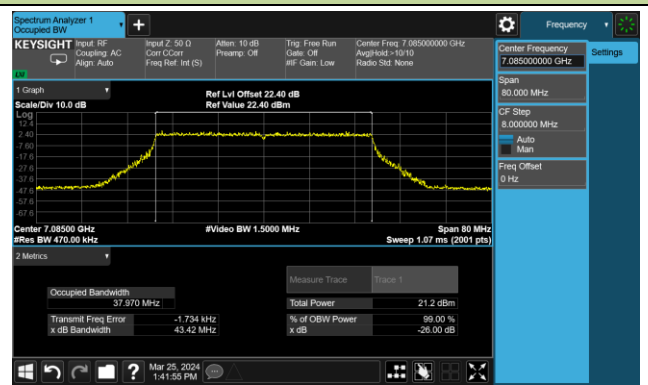 Spectrum Analyzer 1
Occupied BW
Frequency
KEYSIGHT
Input: RF
Coupling: AC
Align: Auto
Input Z: 50 Ω
Corr CCorr
Freq Ref: Int (S)
Atten: 10 dB
Preamp: Off
Trig: Free Run
Gate: Off
#IF Gain: Low
Center Freq: 7.085000000 GHz
Avg|Hold:>10/10
Radio Std: None
Center Frequency
7.085000000 GHz
Settings
Span
80.000 MHz
CF Step
8.000000 MHz
Auto
Man
Freq Offset
0 Hz
1 Graph
Scale/Div 10.0 dB
Ref Lvl Offset 22.40 dB
Ref Value 22.40 dBm
Log
12.4
2.40
-7.60
-17.6
-27.6
-37.6
-47.6
-57.6
-67.6
Center 7.08500 GHz
#Res BW 470.00 kHz
#Video BW 1.5000 MHz
Span 80 MHz
Sweep 1.07 ms (2001 pts)
2 Metrics
Measure Trace
Trace 1
Occupied Bandwidth
37.970 MHz
Total Power
21.2 dBm
Transmit Freq Error
-1.734 kHz
% of OBW Power
99.00 %
x dB Bandwidth
43.42 MHz
x dB
-26.00 dB
?
Mar 25, 2024
1:41:55 PM